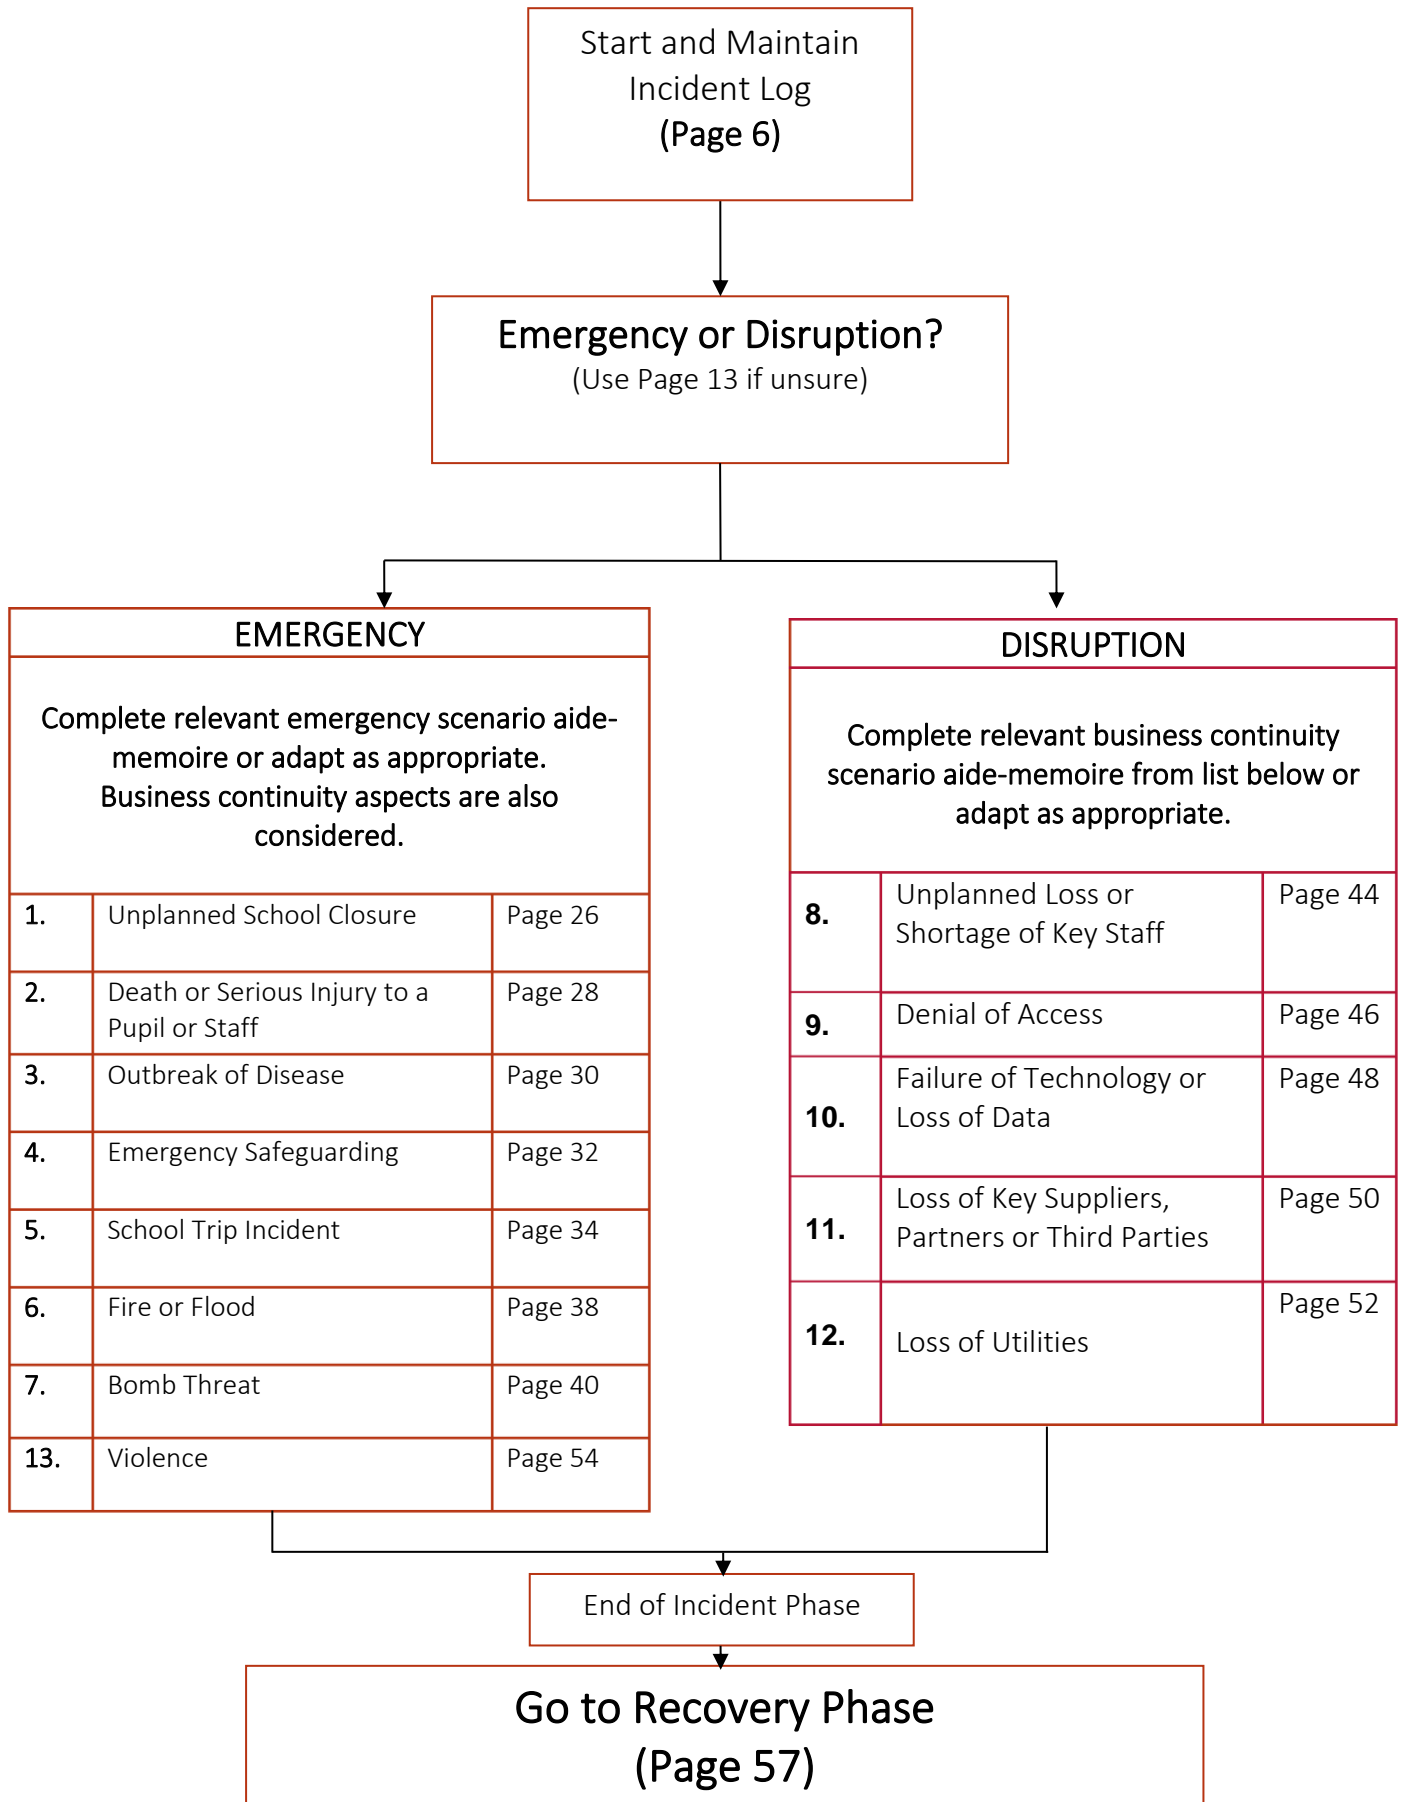 Start and Maintain
Incident Log
(Page 6)
Emergency or Disruption?
(Use Page 13 if unsure)
EMERGENCY
Complete relevant emergency scenario aide-
memoire or adapt as appropriate.
Business continuity aspects are also
considered.
1. Unplanned School Closure Page 26
2. Death or Serious Injury to a Page 28
Pupil or Staff
3. Outbreak of Disease Page 30
4. Emergency Safeguarding Page 32
5. School Trip Incident Page 34
6. Fire or Flood Page 38
7. Bomb Threat Page 40
13. Violence Page 54
DISRUPTION
Complete relevant business continuity
scenario aide-memoire from list below or
adapt as appropriate.
8. Unplanned Loss or Page 44
Shortage of Key Staff
9. Denial of Access Page 46
10. Failure of Technology or Page 48
Loss of Data
11. Loss of Key Suppliers, Page 50
Partners or Third Parties
12. Loss of Utilities Page 52
End of Incident Phase
Go to Recovery Phase
(Page 57)